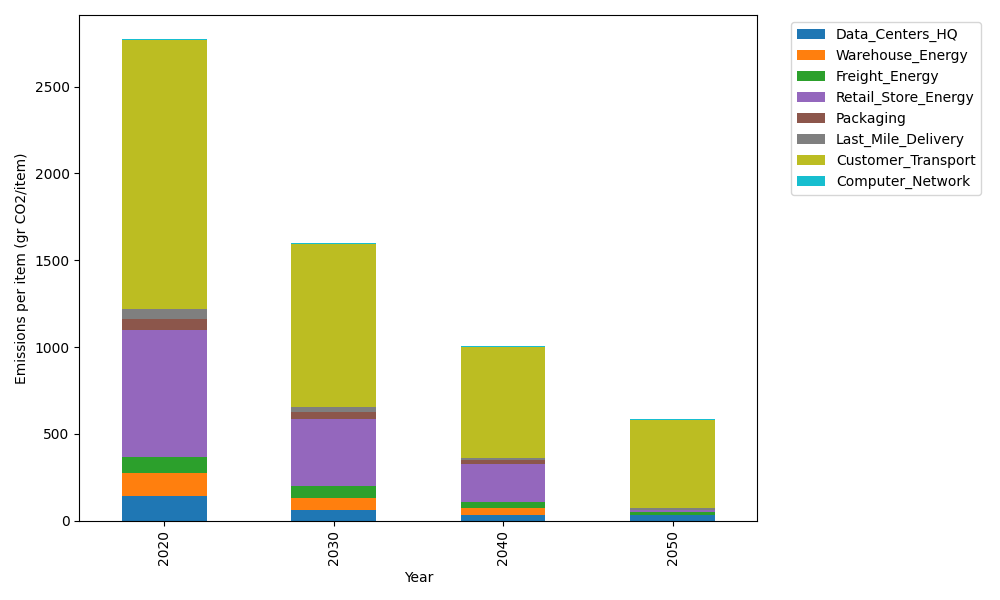 2500
2000
1500
1000
500
0
Emissions per item (gr CO2/item)
2020
2030
2040
2050
Year
Data_Centers_HQ
Warehouse_Energy
Freight_Energy
Retail_Store_Energy
Packaging
Last_Mile_Delivery
Customer_Transport
Computer_Network